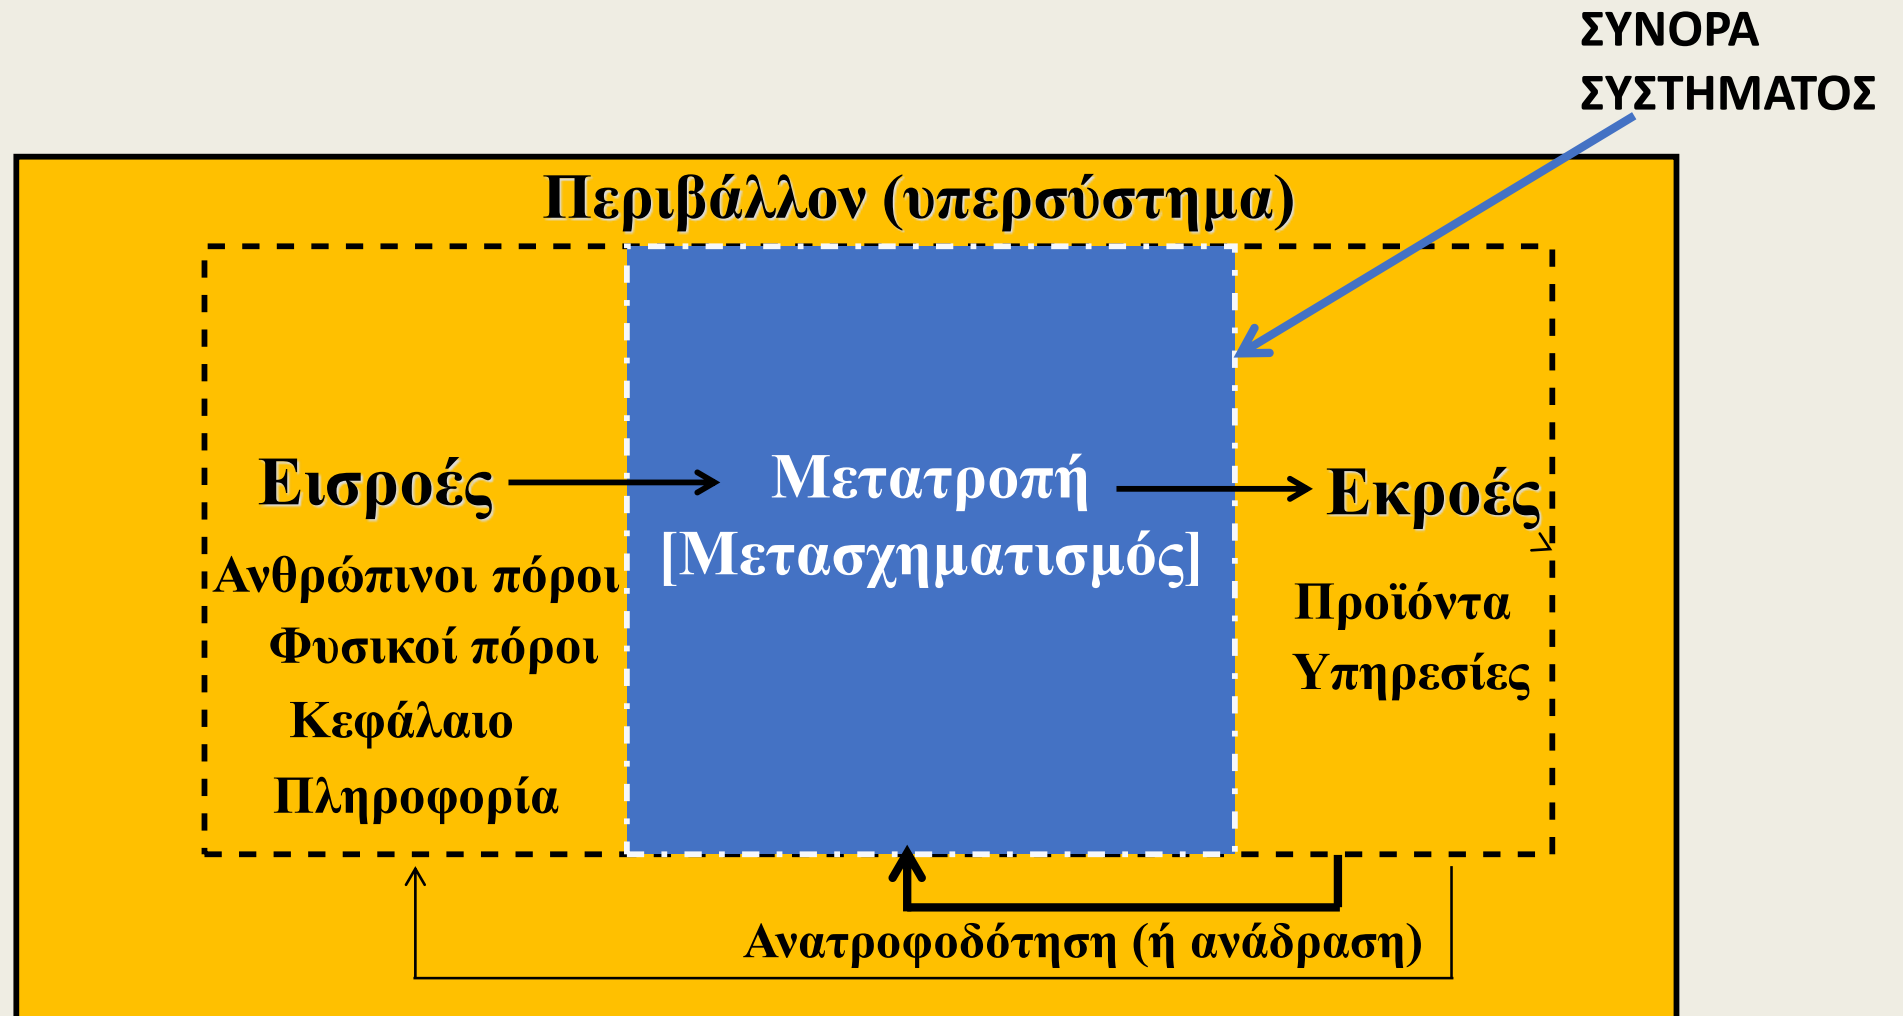 ΣΥΝΟΡΑ
ΣΥΣΤΗΜΑΤΟΣ
Περιβάλλον (υπερσύστημα)
Εισροές
Ανθρώπινοι πόροι
Φυσικοί πόροι
Κεφάλαιο
Πληροφορία
Μετατροπή
[Μετασχηματισμός]
Εκροές
Προϊόντα
Υπηρεσίες
Ανατροφοδότηση (ή ανάδραση)